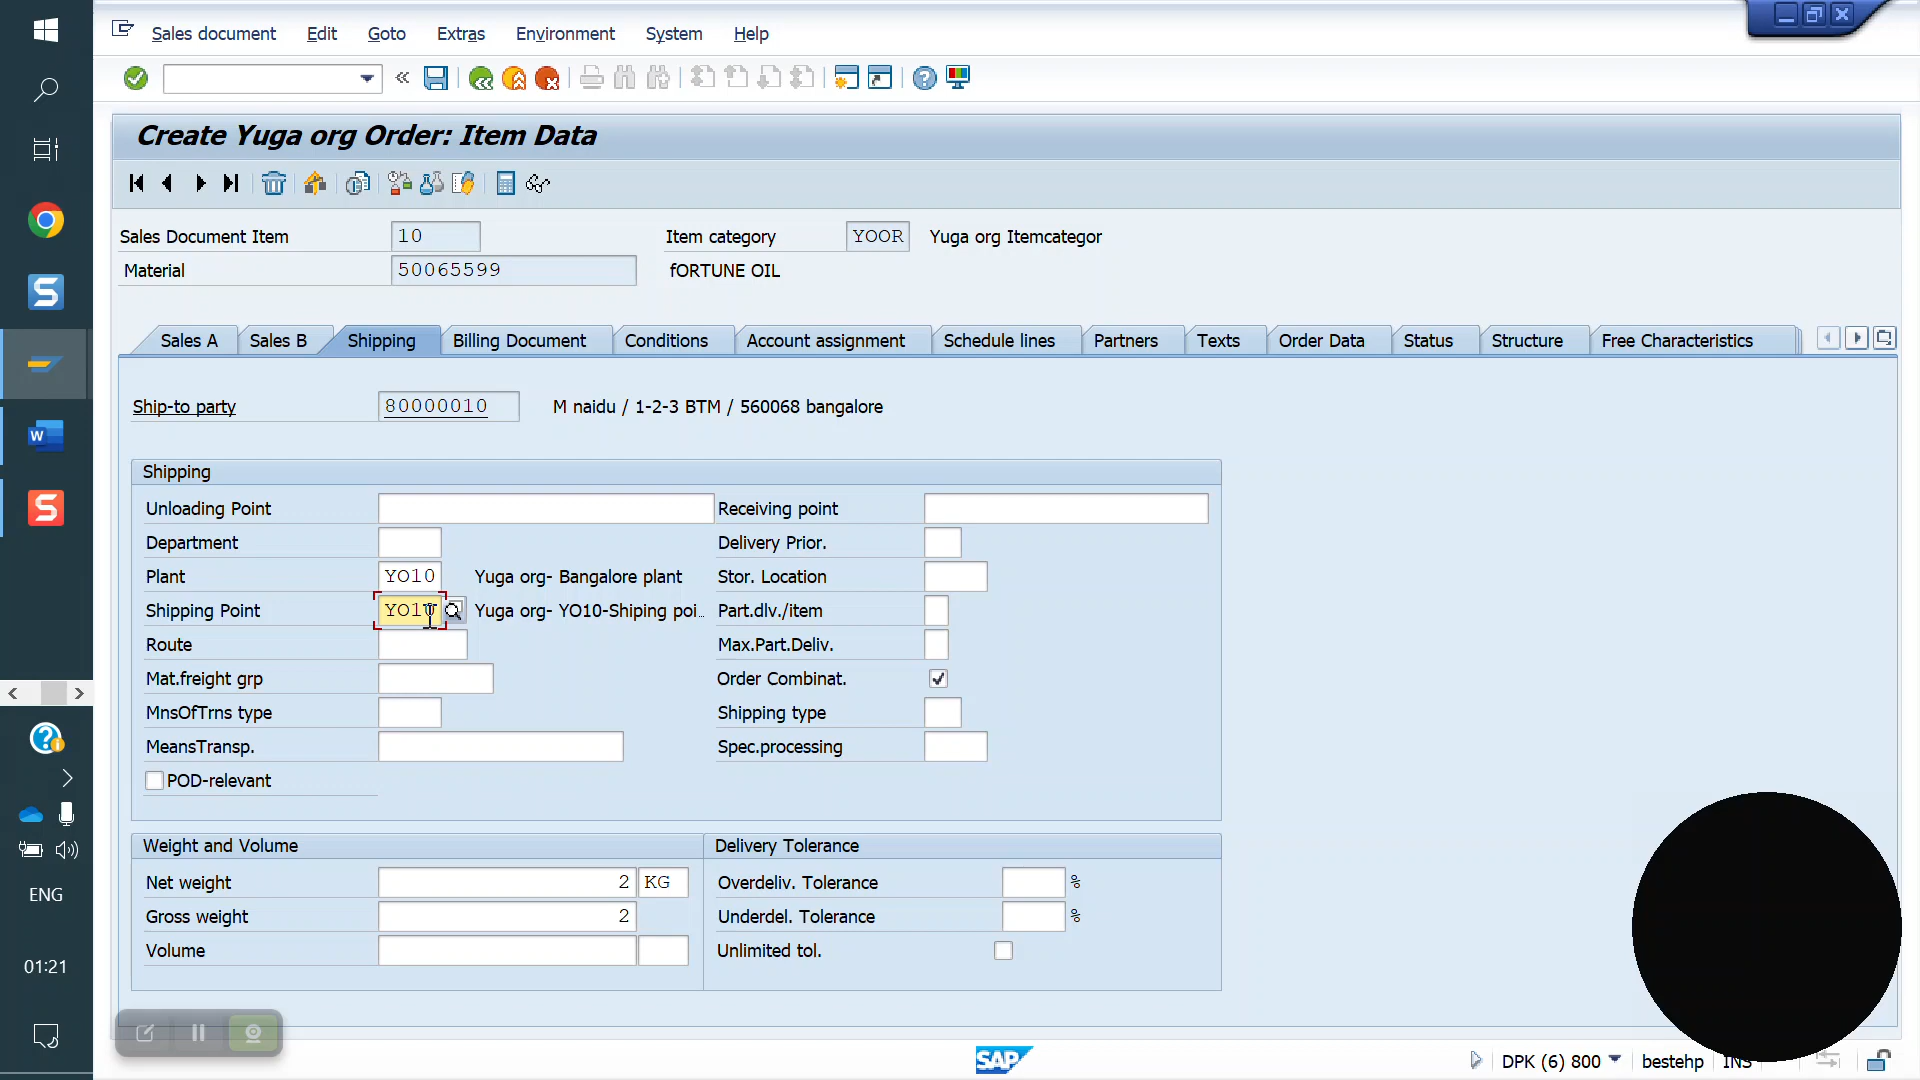 Sales document Edit Goto Extras Environment System Help
Create Yuga org Order: Item Data
Sales Document Item 10 Item category YOOR Yuga org Itemcategor
Material 50065599 fORTUNE OIL
Sales A Sales B Shipping Billing Document Conditions Account assignment Schedule lines Partners Texts Order Data Status Structure Free Characteristics
Ship-to party 80000010 M naidu / 1-2-3 BTM / 560068 bangalore
Shipping
Unloading Point Receiving point
Department Delivery Prior.
Plant YO10 Yuga org- Bangalore plant Stor. Location
Shipping Point YO10 Yuga org- YO10-Shiping poi.. Part.dlv./item
Route Max.Part.Deliv.
Mat.freight grp Order Combinat.
MnsOfTrns type Shipping type
MeansTransp. Spec.processing
POD-relevant
Weight and Volume Delivery Tolerance
Net weight 2 KG Overdeliv. Tolerance %
Gross weight 2 Underdel. Tolerance %
Volume Unlimited tol.
ENG
01:21
SAP DPK (6) 800 bestehp INS